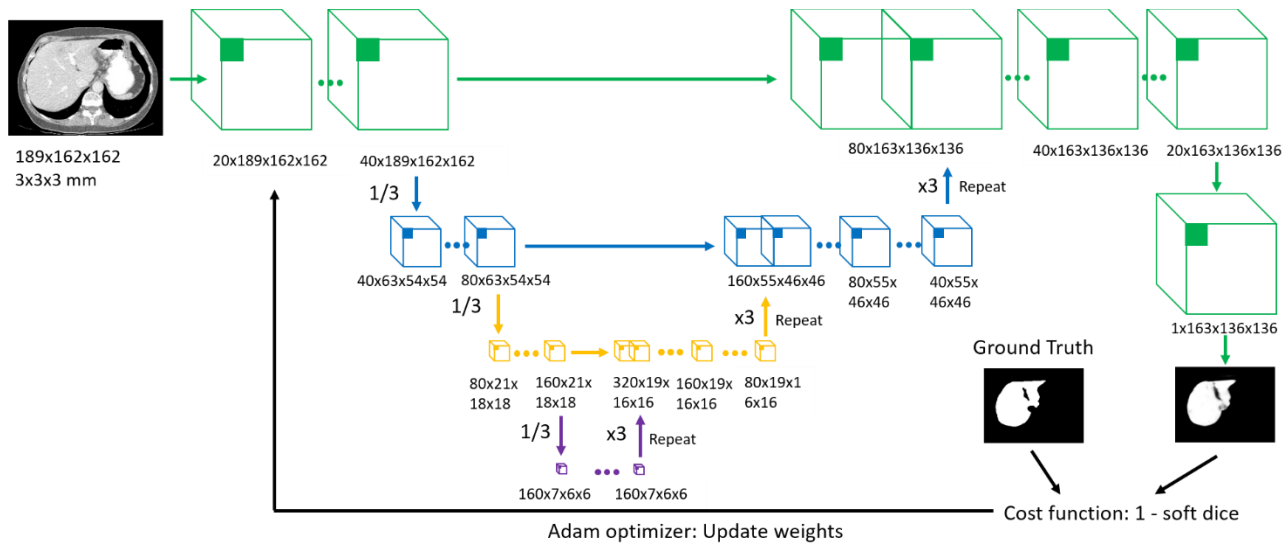 189x162x162
3x3x3 mm
20x189x162x162
40x189x162x162
80x163x136x136
40x163x136x136
20x163x136x136
1/3
x3 Repeat
40x63x54x54
80x63x54x54
160x55x46x46
80x55x
46x46
40x55x
46x46
1/3
x3 Repeat
1x163x136x136
80x21x
18x18
160x21x
18x18
320x19x
16x16
160x19x
16x16
80x19x1
6x16
Ground Truth
1/3
x3 Repeat
160x7x6x6
160x7x6x6
Cost function: 1 - soft dice
Adam optimizer: Update weights